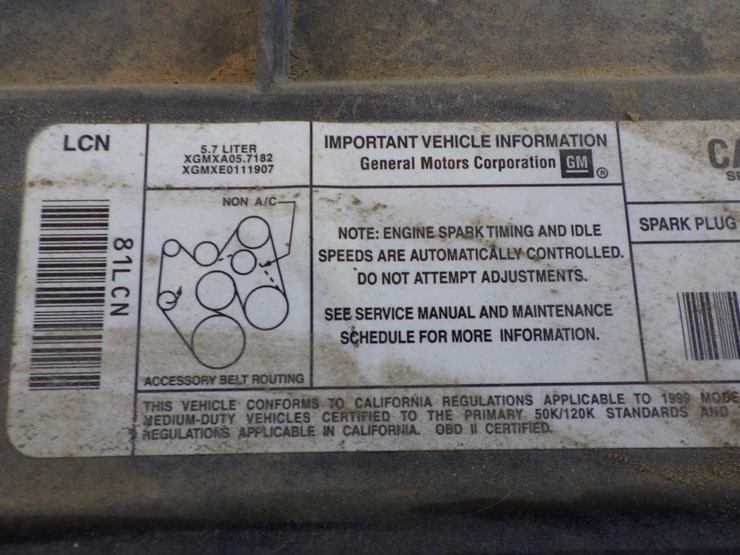 LCN
81LCN
5.7 LITER
XGMXA05.7182
XGMXE0111907
NON A/C
ACCESSORY BELT ROUTING
IMPORTANT VEHICLE INFORMATION
General Motors Corporation GM ®
NOTE: ENGINE SPARK TIMING AND IDLE
SPEEDS ARE AUTOMATICALLY CONTROLLED.
DO NOT ATTEMPT ADJUSTMENTS.
SEE SERVICE MANUAL AND MAINTENANCE
SCHEDULE FOR MORE INFORMATION.
SPARK PLUG
THIS VEHICLE CONFORMS TO CALIFORNIA REGULATIONS APPLICABLE TO 1999 MODE
MEDIUM-DUTY VEHICLES CERTIFIED TO THE PRIMARY 50K/120K STANDARDS AND
REGULATIONS APPLICABLE IN CALIFORNIA. OBD II CERTIFIED.